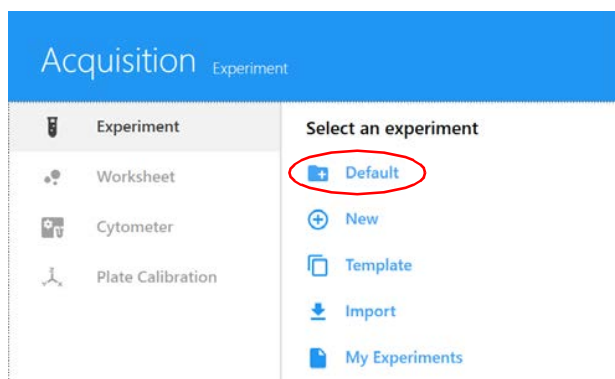 Acquisition Experiment
Experiment
Worksheet
Cytometer
Plate Calibration
Select an experiment
Default
New
Template
Import
My Experiments